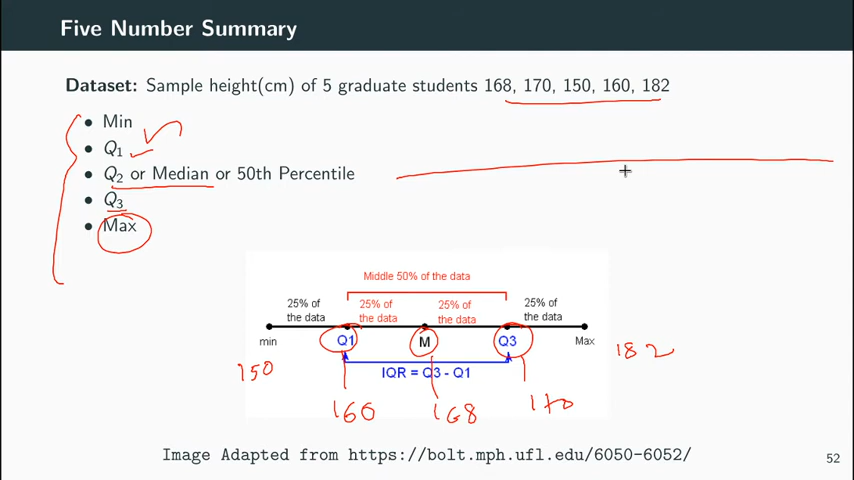 Five Number Summary
Dataset: Sample height(cm) of 5 graduate students 168, 170, 150, 160, 182
• Min
• Q1
• Q2 or Median or 50th Percentile
• Q3
• Max
Middle 50% of the data
25% of the data 25% of the data 25% of the data 25% of the data
min Q1 M Q3 Max
150 182
IQR = Q3 - Q1
160 168 170
Image Adapted from https://bolt.mph.ufl.edu/6050-6052/
52